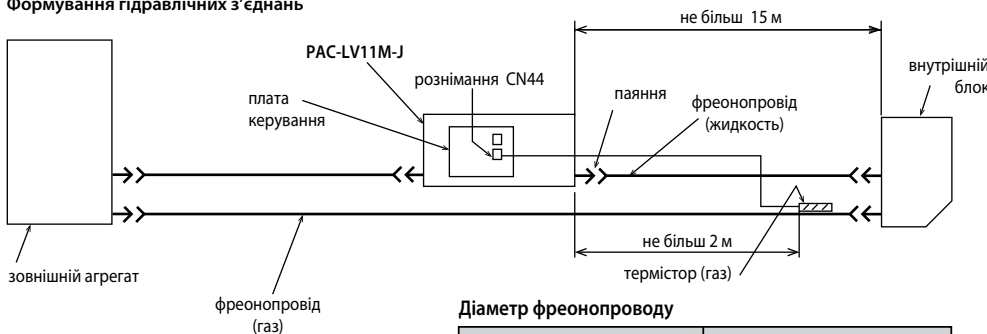 Формування гідравлічних з’єднань
не більш 15 м
PAC-LV11M-J
рознімання CN44
внутрішній
блок
плата
керування
паяння
фреонопровід
(жидкость)
не більш 2 м
зовнішній агрегат
термістор (газ)
фреонопровід
(газ)
Діаметр фреонопроводу